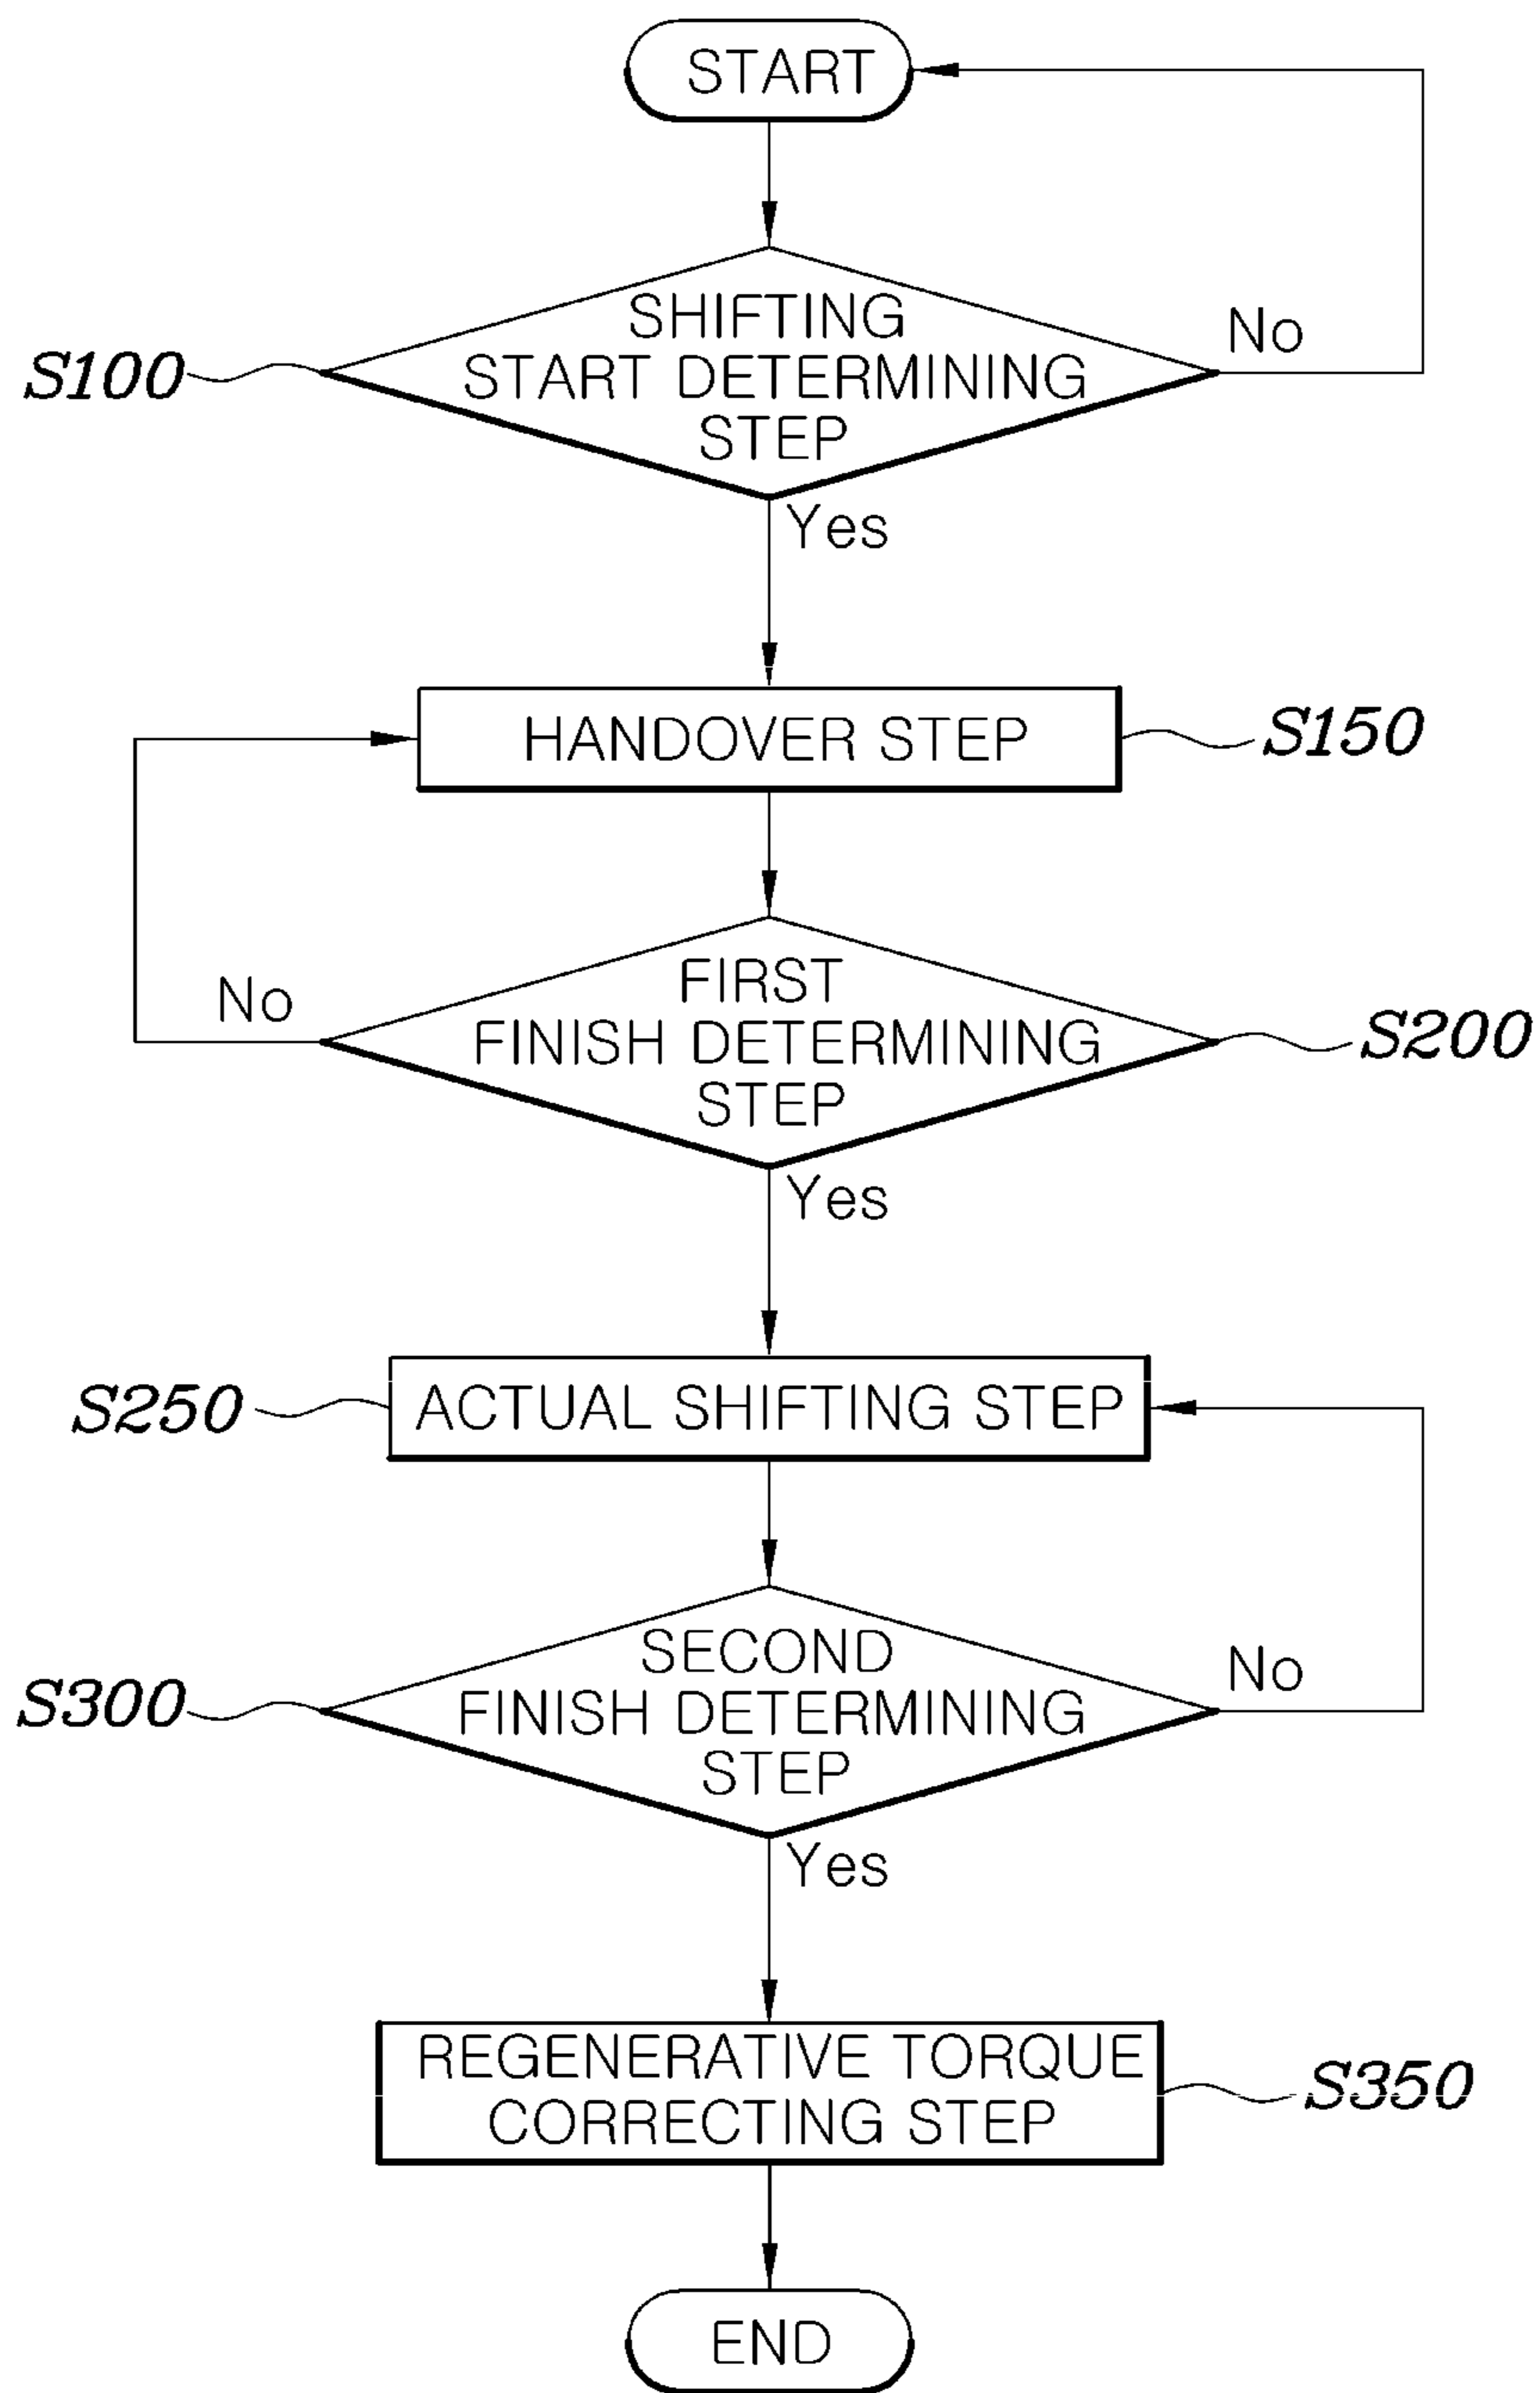 START
SHIFTING
START DETERMINING
STEP
No
S100
Yes
HANDOVER STEP
S150
FIRST
FINISH DETERMINING
STEP
No
S200
Yes
ACTUAL SHIFTING STEP
S250
SECOND
FINISH DETERMINING
STEP
No
S300
Yes
REGENERATIVE TORQUE
CORRECTING STEP
S350
END